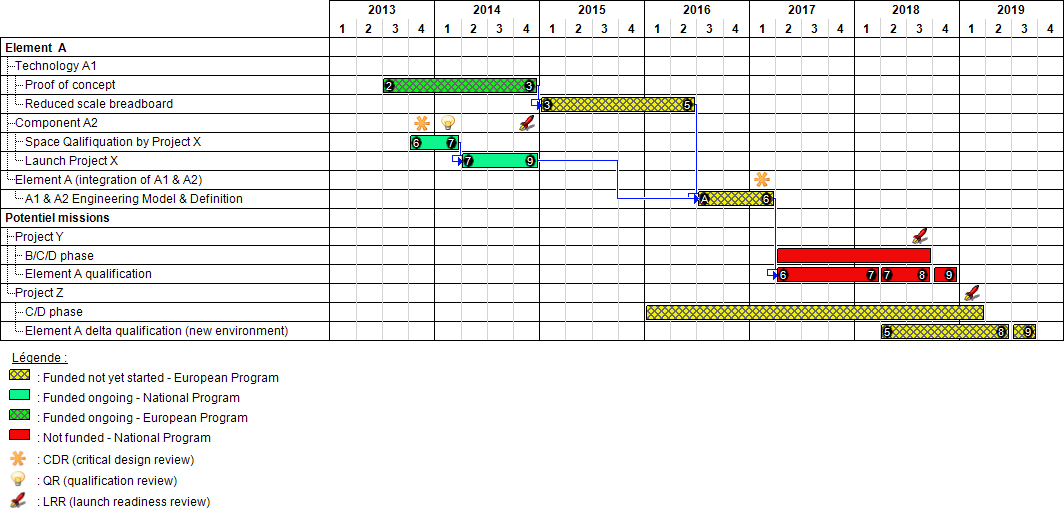 2013 2014 2015 2016 2017 2018 2019
1 2 3 4 1 2 3 4 1 2 3 4 1 2 3 4 1 2 3 4 1 2 3 4 1 2 3 4
Element A
Technology A1
Proof of concept 2 3
Reduced scale breadboard 3 5
Component A2
Space Qalifiquation by Project X 6 7
Launch Project X 7 9
Element A (integration of A1 & A2)
A1 & A2 Engineering Model & Definition A 6
Potentiel missions
Project Y
B/C/D phase
Element A qualification 6 7 7 8 9
Project Z
C/D phase
Element A delta qualification (new environment) 5 8 9
Légende :
: Funded not yet started - European Program
: Funded ongoing - National Program
: Funded ongoing - European Program
: Not funded - National Program
: CDR (critical design review)
: QR (qualification review)
: LRR (launch readiness review)